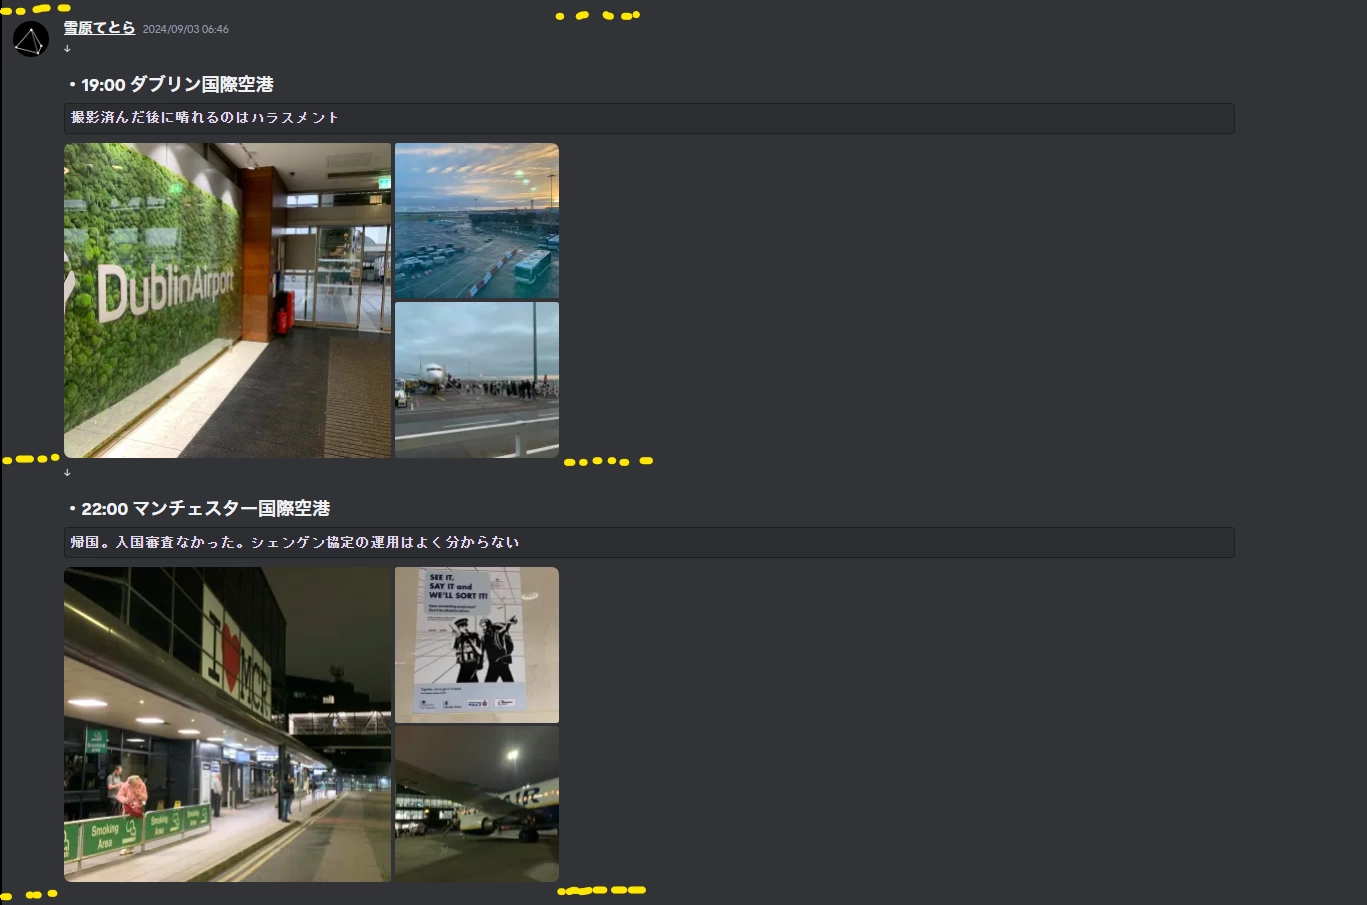 雪原てとら 2024/09/03 06:46
↓
・19:00 ダブリン国際空港
撮影済んだ後に晴れるのはハラスメント
DublinAirport
↓
・22:00 マンチェスター国際空港
帰国。入国審査なかった。シェンゲン協定の運用はよく分からない
I ♥ MCR
Smoking Area
Smoking Area
Smoking Area
SEE IT,
SAY IT and
WE'LL SORT IT!